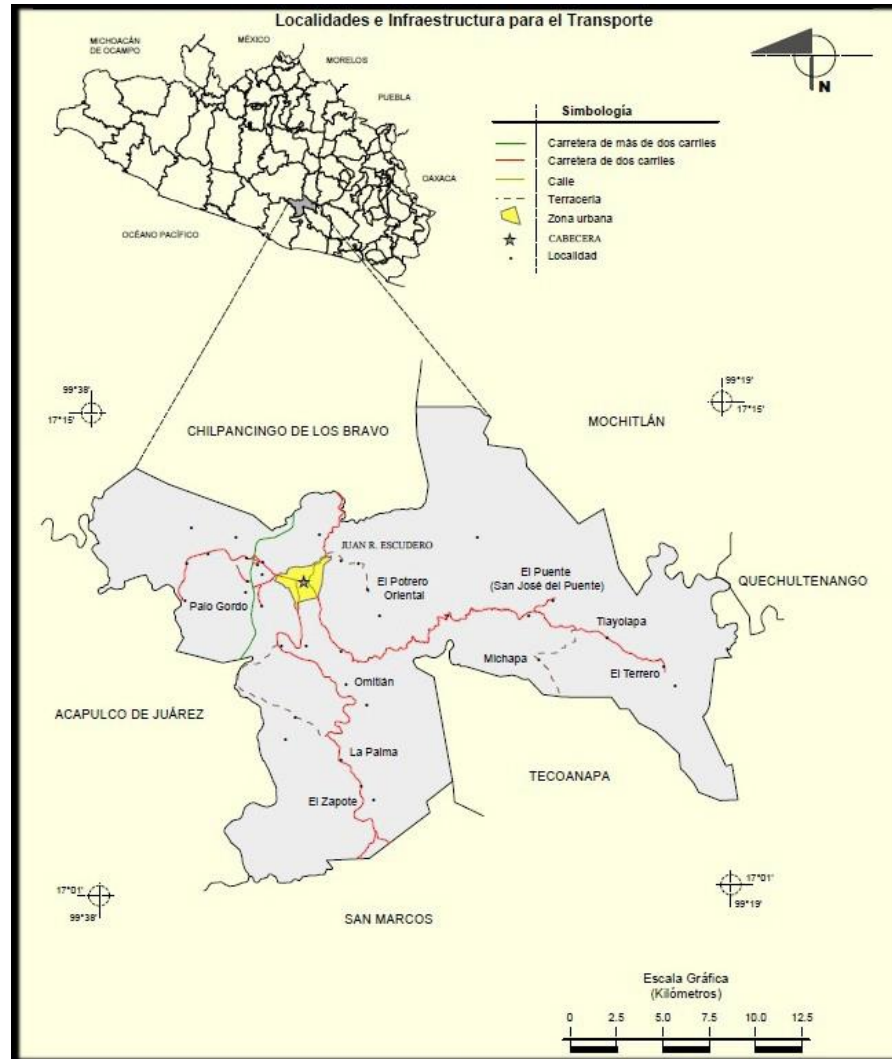 Localidades e Infraestructura para el Transporte
MICHOACÁN
DE OCAMPO
MÉXICO
MORELOS
PUEBLA
OAXACA
OCÉANO PACÍFICO
N
Simbología
Carretera de más de dos carriles
Carretera de dos carriles
Calle
Terracería
Zona urbana
CABECERA
Localidad
99°38'
17°15'
99°19'
17°15'
CHILPANCINGO DE LOS BRAVO
MOCHITLÁN
JUAN R. ESCUDERO
El Potrero
Oriental
El Puente
(San José del Puente)
QUECHULTENANGO
Palo Gordo
Tlayolapa
Michapa
El Terrero
Omitlán
ACAPULCO DE JUÁREZ
La Palma
TECOANAPA
El Zapote
17°01'
99°38'
17°01'
99°19'
SAN MARCOS
Escala Gráfica
(Kilómetros)
0 2.5 5.0 7.5 10.0 12.5